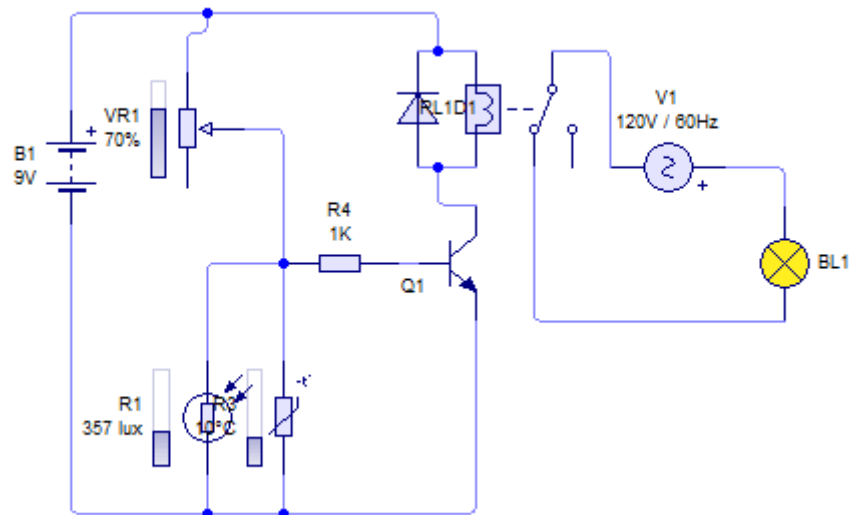 VR1
70%
B1
9V
+
RL1D1
V1
120V / 60Hz
+
R4
1K
Q1
BL1
R1
357 lux
R3
10°C
-t°